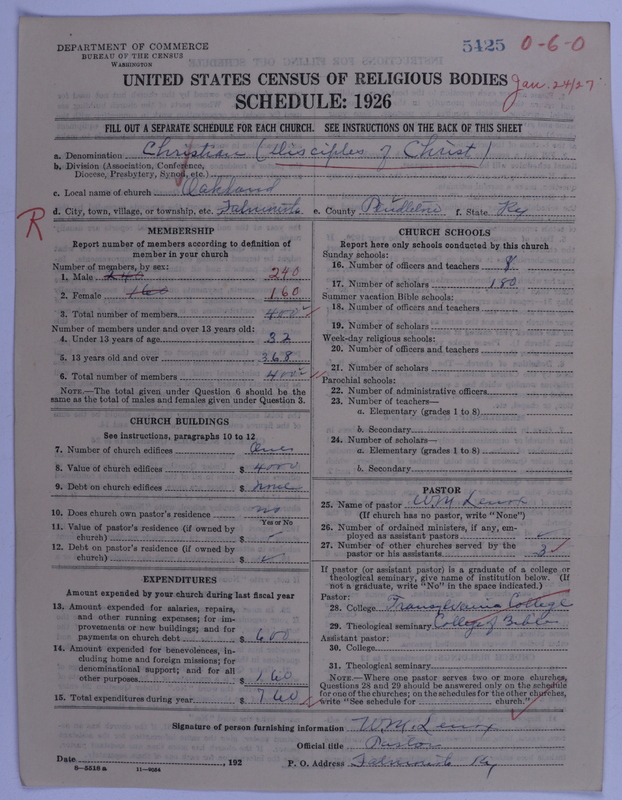 DEPARTMENT OF COMMERCE
BUREAU OF THE CENSUS
WASHINGTON
5425 0-6-0
Jan. 24/27
UNITED STATES CENSUS OF RELIGIOUS BODIES
SCHEDULE: 1926
FILL OUT A SEPARATE SCHEDULE FOR EACH CHURCH. SEE INSTRUCTIONS ON THE BACK OF THIS SHEET
a. Denomination Christian (Disciples of Christ)
b. Division (Association, Conference, Diocese, Presbytery, Synod, etc.)
c. Local name of church Oakland
d. City, town, village, or township, etc. Falmouth e. County Pendleton f. State Ky
R
MEMBERSHIP
Report number of members according to definition of
member in your church
Number of members, by sex:
1. Male 240 240
2. Female 160 160
3. Total number of members 400
Number of members under and over 13 years old:
4. Under 13 years of age 32
5. 13 years old and over 368
6. Total number of members 400
NOTE.—The total given under Question 6 should be
same as the total of males and females given under Question 3.
CHURCH BUILDINGS
See instructions, paragraphs 10 to 12
7. Number of church edifices One
8. Value of church edifices $ 4000
9. Debt on church edifices $ none
10. Does church own pastor's residence no
Yes or No
11. Value of pastor's residence (if owned by
church) $
12. Debt on pastor's residence (if owned by
church) $
EXPENDITURES
Amount expended by your church during last fiscal year
13. Amount expended for salaries, repairs,
and other running expenses; for im-
provements or new buildings; and for
payments on church debt $ 600
14. Amount expended for benevolences, in-
cluding home and foreign missions; for
denominational support; and for all
other purposes $ 160
15. Total expenditures during year $ 760
CHURCH SCHOOLS
Report here only schools conducted by this church
Sunday schools:
16. Number of officers and teachers 8
17. Number of scholars 180
Summer vacation Bible schools:
18. Number of officers and teachers
19. Number of scholars
Week-day religious schools:
20. Number of officers and teachers
21. Number of scholars
Parochial schools:
22. Number of administrative officers
23. Number of teachers—
a. Elementary (grades 1 to 8)
b. Secondary
24. Number of scholars—
a. Elementary (grades 1 to 8)
b. Secondary
PASTOR
25. Name of pastor W M Lenox
(If church has no pastor, write "None")
26. Number of ordained ministers, if any, em-
ployed as assistant pastors
27. Number of other churches served by the
pastor or his assistants 3
If pastor (or assistant pastor) is a graduate of a college or
theological seminary, give name of institution below. (If
not a graduate, write "No" in the space indicated.)
Pastor:
28. College Transylvania College
29. Theological seminary College of Bible
Assistant pastor:
30. College
31. Theological seminary
NOTE.—Where one pastor serves two or more churches,
Questions 28 and 29 should be answered only on the schedule
for one of the churches; on the schedules for the other churches,
write "See schedule for church."
Signature of person furnishing information W M Lenox
Official title Pastor
Date , 192 P. O. Address Falmouth Ky
6—5519a 11—9054